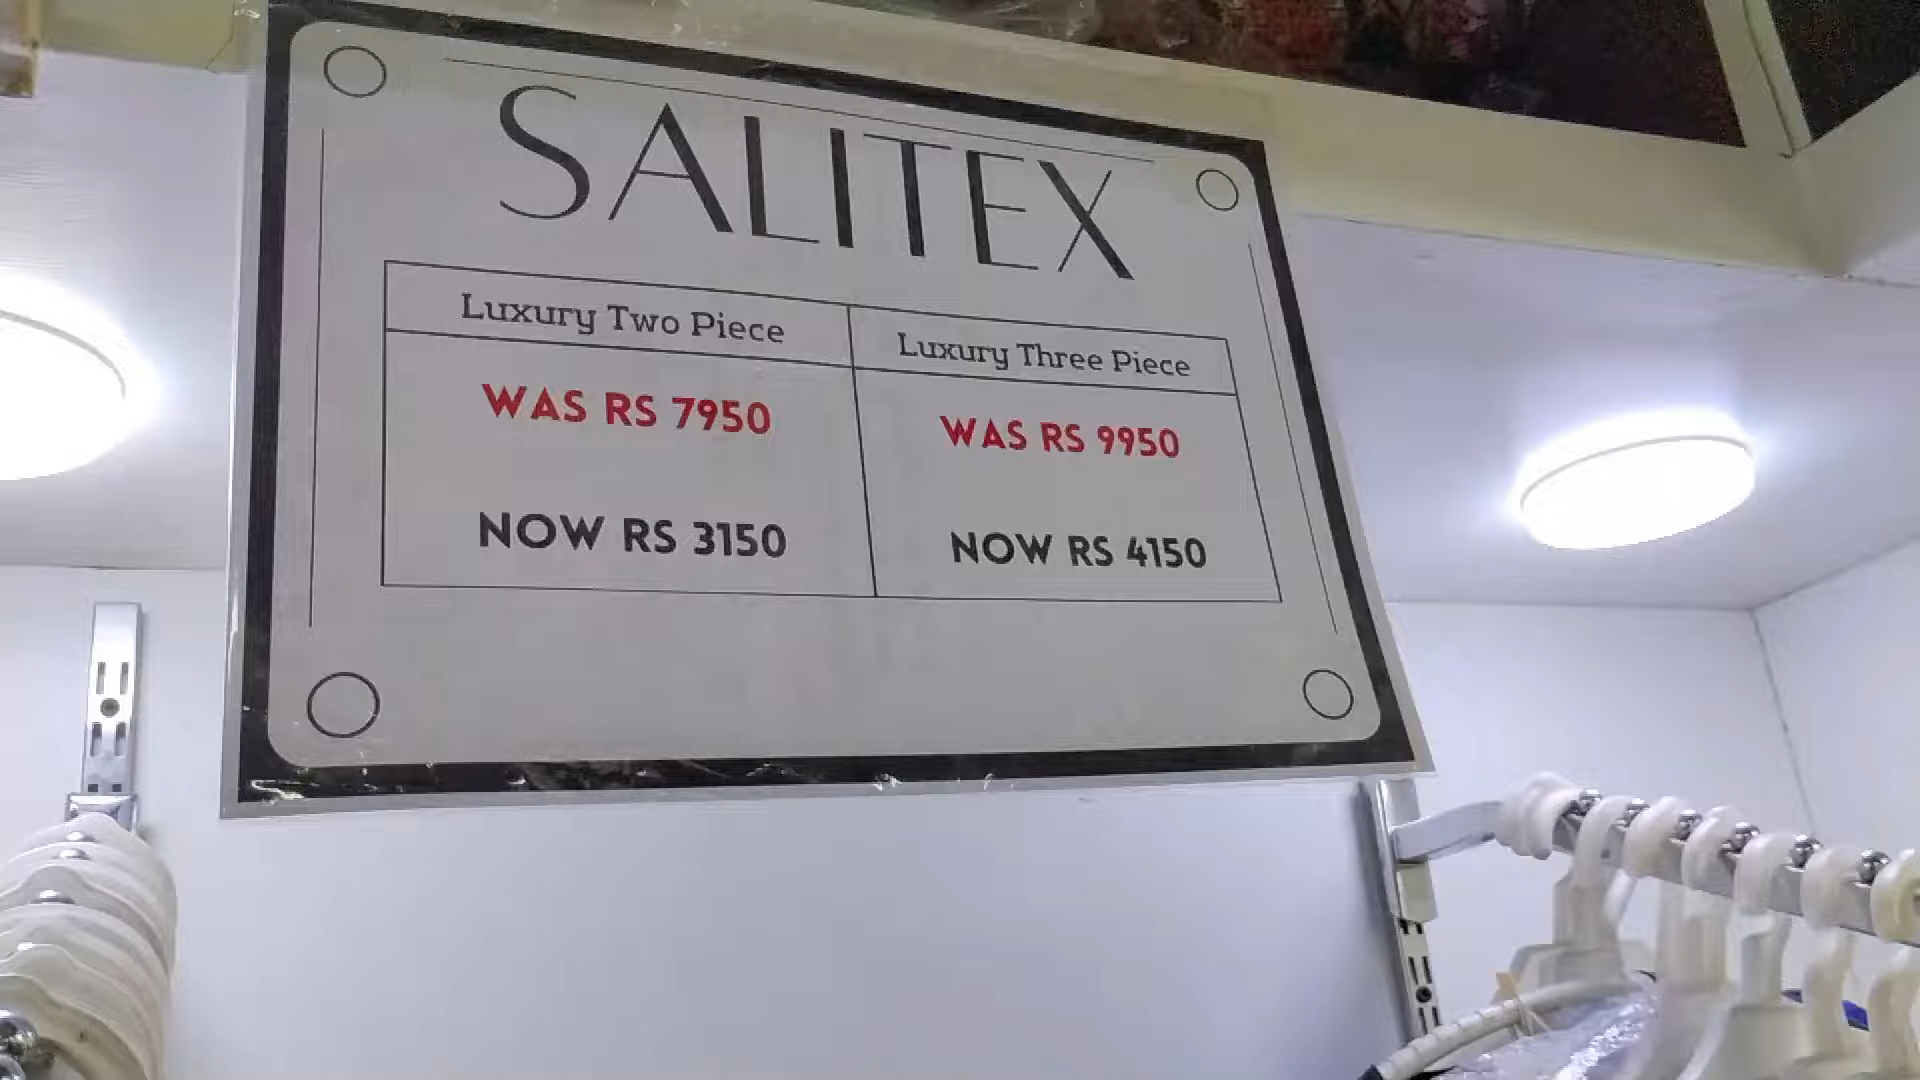 SALITEX
Luxury Two Piece
WAS RS 7950
NOW RS 3150
Luxury Three Piece
WAS RS 9950
NOW RS 4150